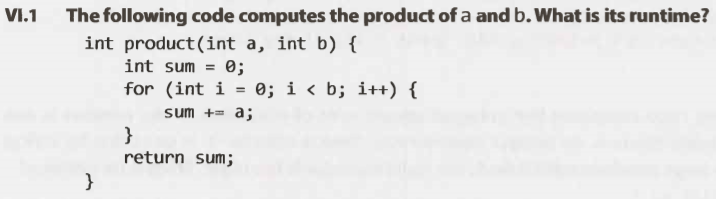 VI.1 The following code computes the product of a and b. What is its runtime?
int product(int a, int b) {
int sum = 0;
for (int i = 0; i < b; i++) {
sum += a;
}
return sum;
}